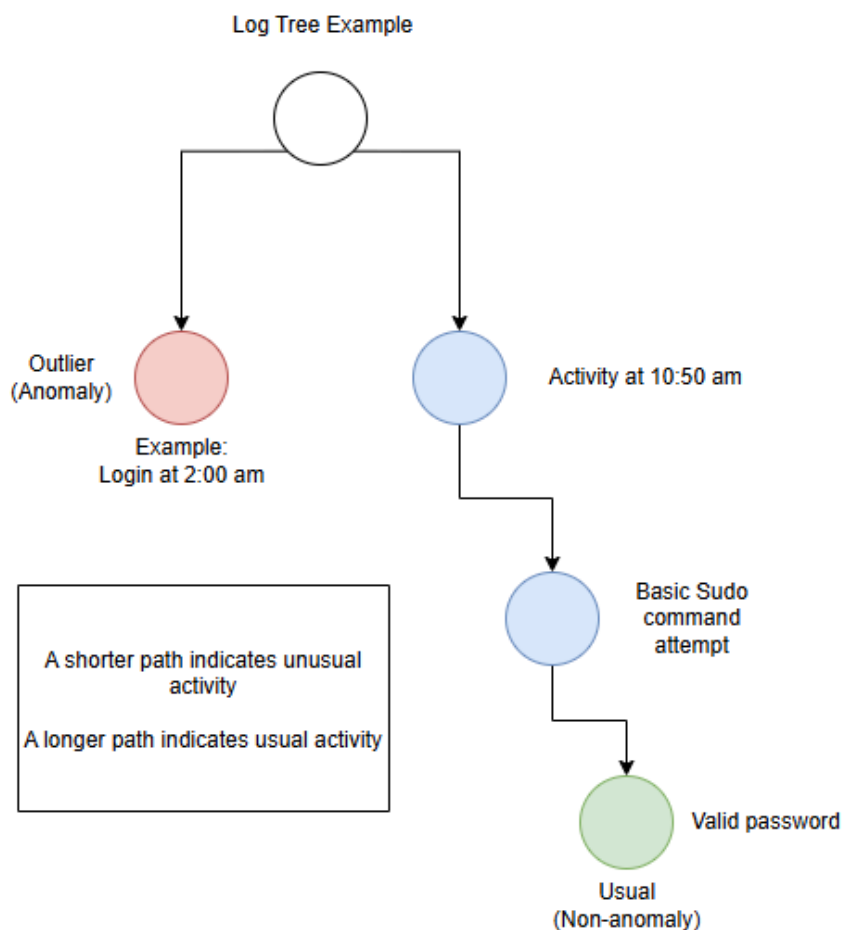 Log Tree Example
Outlier
(Anomaly)
Example:
Login at 2:00 am
Activity at 10:50 am
Basic Sudo
command
attempt
A shorter path indicates unusual
activity
A longer path indicates usual activity
Valid password
Usual
(Non-anomaly)